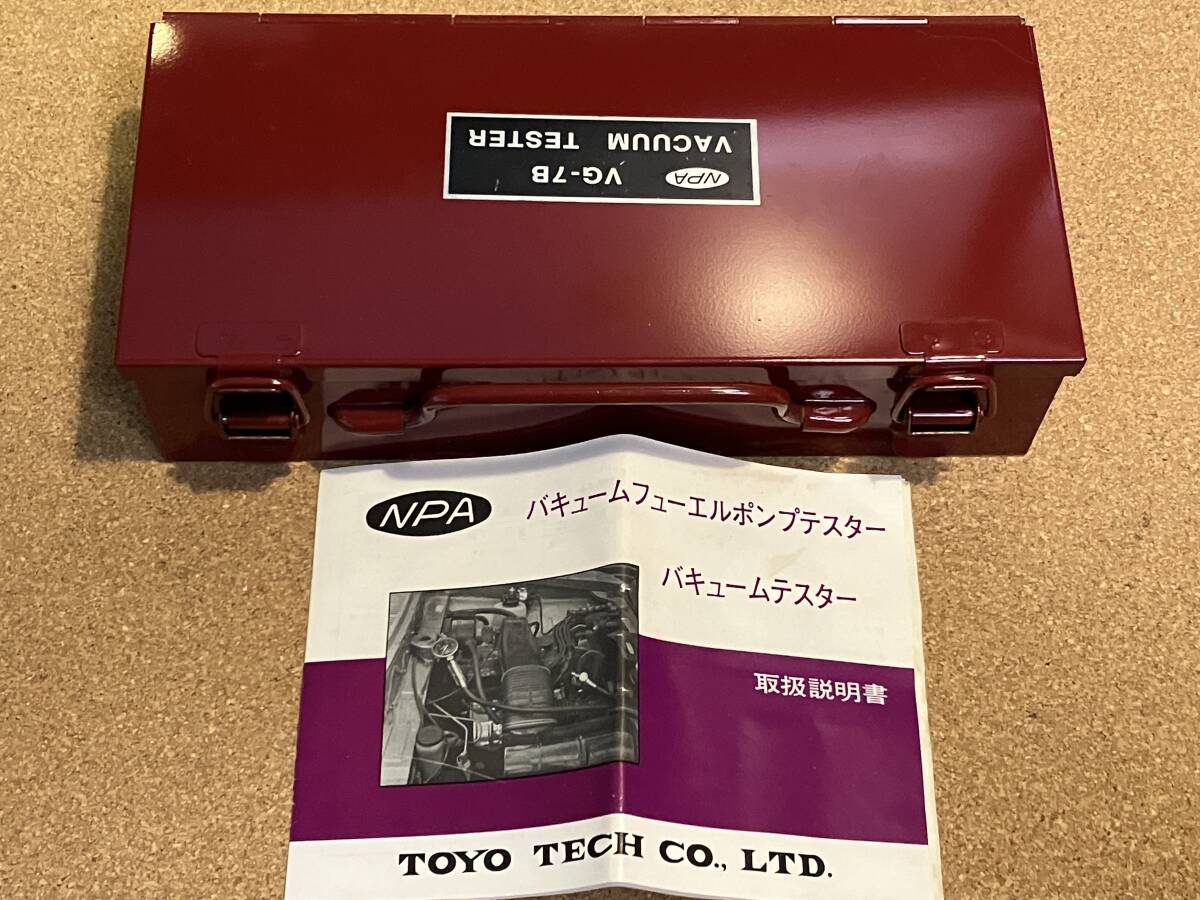 NPA VG-7B
VACUUM TESTER
NPA
バキュームフューエルポンプテスター
バキュームテスター
取扱説明書
TOYO TECH CO., LTD.